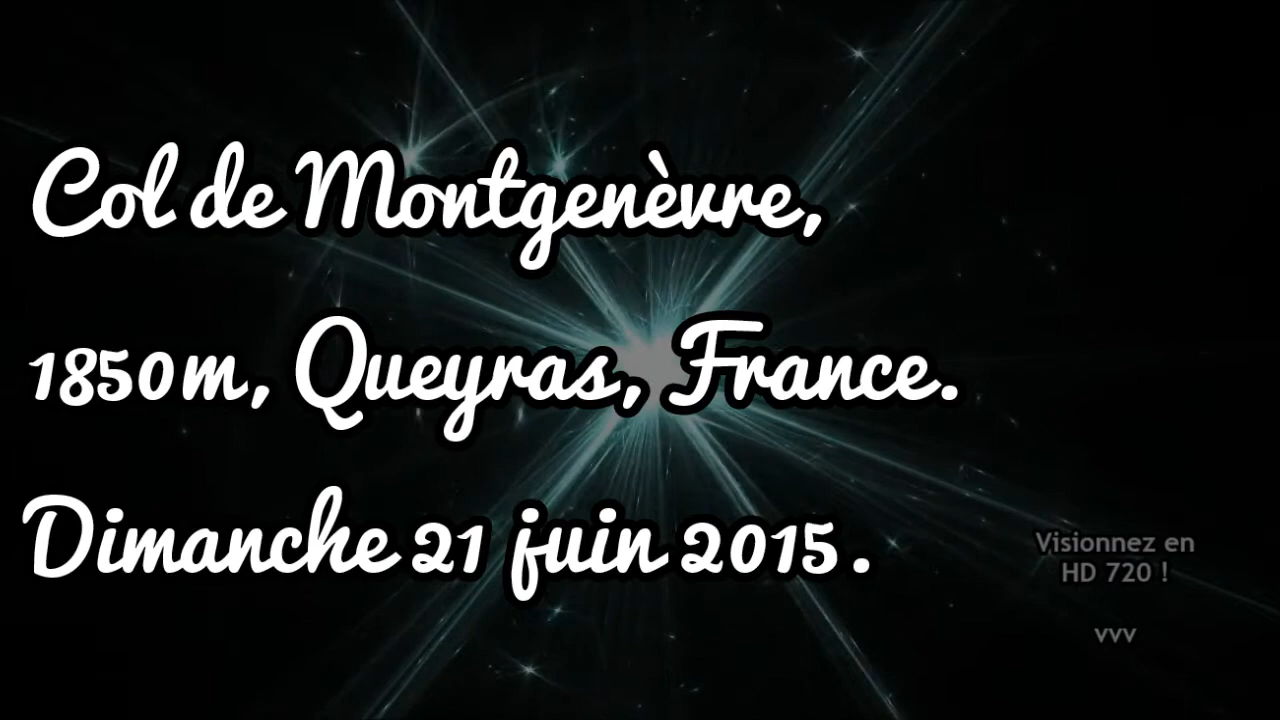 Col de Montgenèvre,
1850m, Queyras, France.
Dimanche 21 juin 2015.
Visionnez en
HD 720 !
vvv